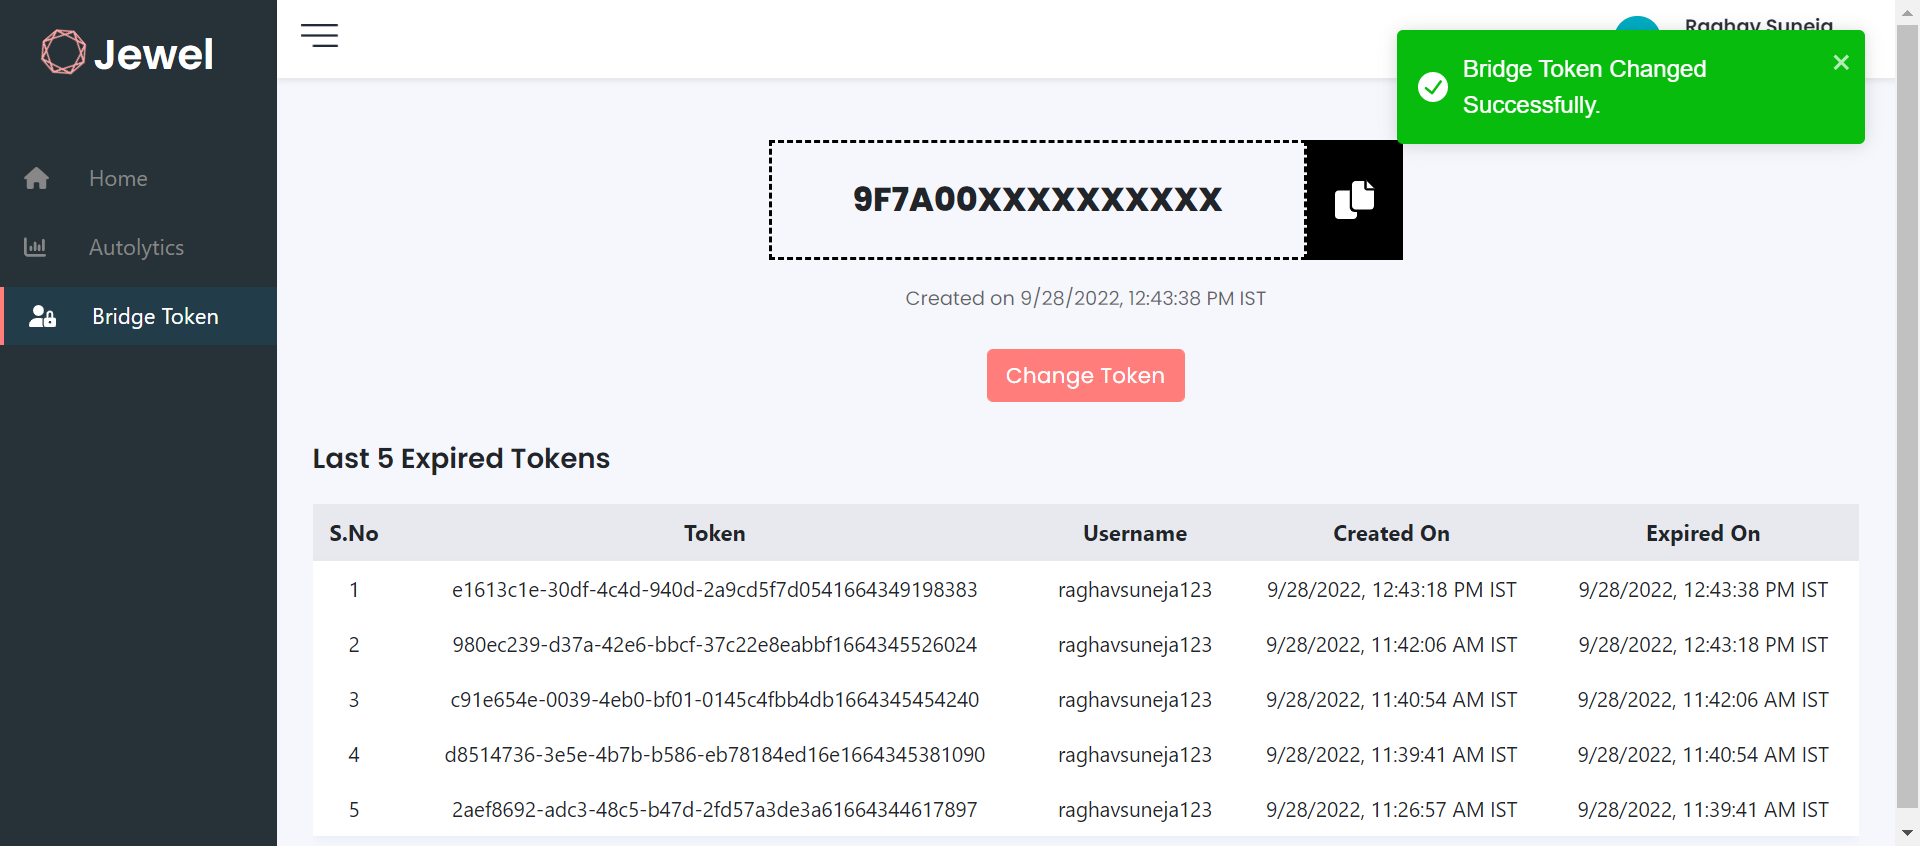 Jewel
Raghav Suneja
Bridge Token Changed
Successfully.
Home
Autolytics
Bridge Token
9F7A00XXXXXXXXXX
Created on 9/28/2022, 12:43:38 PM IST
Change Token
Last 5 Expired Tokens
S.No Token Username Created On Expired On
1 e1613c1e-30df-4c4d-940d-2a9cd5f7d0541664349198383 raghavsuneja123 9/28/2022, 12:43:18 PM IST 9/28/2022, 12:43:38 PM IST
2 980ec239-d37a-42e6-bbcf-37c22e8eabbf1664345526024 raghavsuneja123 9/28/2022, 11:42:06 AM IST 9/28/2022, 12:43:18 PM IST
3 c91e654e-0039-4eb0-bf01-0145c4fbb4db1664345454240 raghavsuneja123 9/28/2022, 11:40:54 AM IST 9/28/2022, 11:42:06 AM IST
4 d8514736-3e5e-4b7b-b586-eb78184ed16e1664345381090 raghavsuneja123 9/28/2022, 11:39:41 AM IST 9/28/2022, 11:40:54 AM IST
5 2aef8692-adc3-48c5-b47d-2fd57a3de3a61664344617897 raghavsuneja123 9/28/2022, 11:26:57 AM IST 9/28/2022, 11:39:41 AM IST